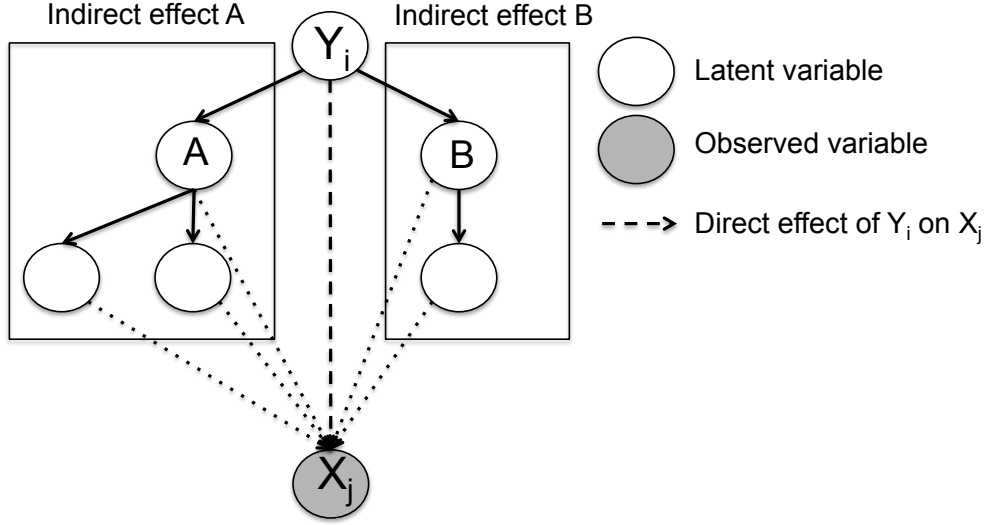 Indirect effect A
Indirect effect B
Y_i
Latent variable
A
B
Observed variable
Direct effect of Y_i on X_j
X_j